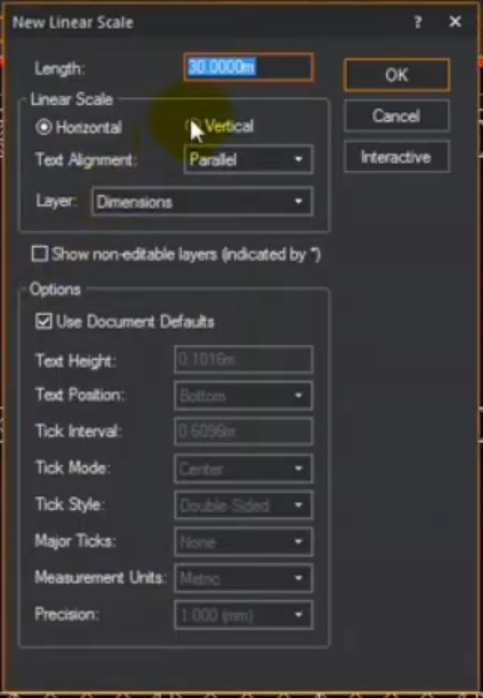 New Linear Scale ? ×
Length: 30.0000m OK
Linear Scale
Horizontal Vertical Cancel
Text Alignment: Parallel Interactive
Layer: Dimensions
Show non-editable layers (indicated by *)
Options
Use Document Defaults
Text Height: 0.1016m
Text Position: Bottom
Tick Interval: 0.6096m
Tick Mode: Center
Tick Style: Double-Sided
Major Ticks: None
Measurement Units: Metric
Precision: 1.000 (mm)